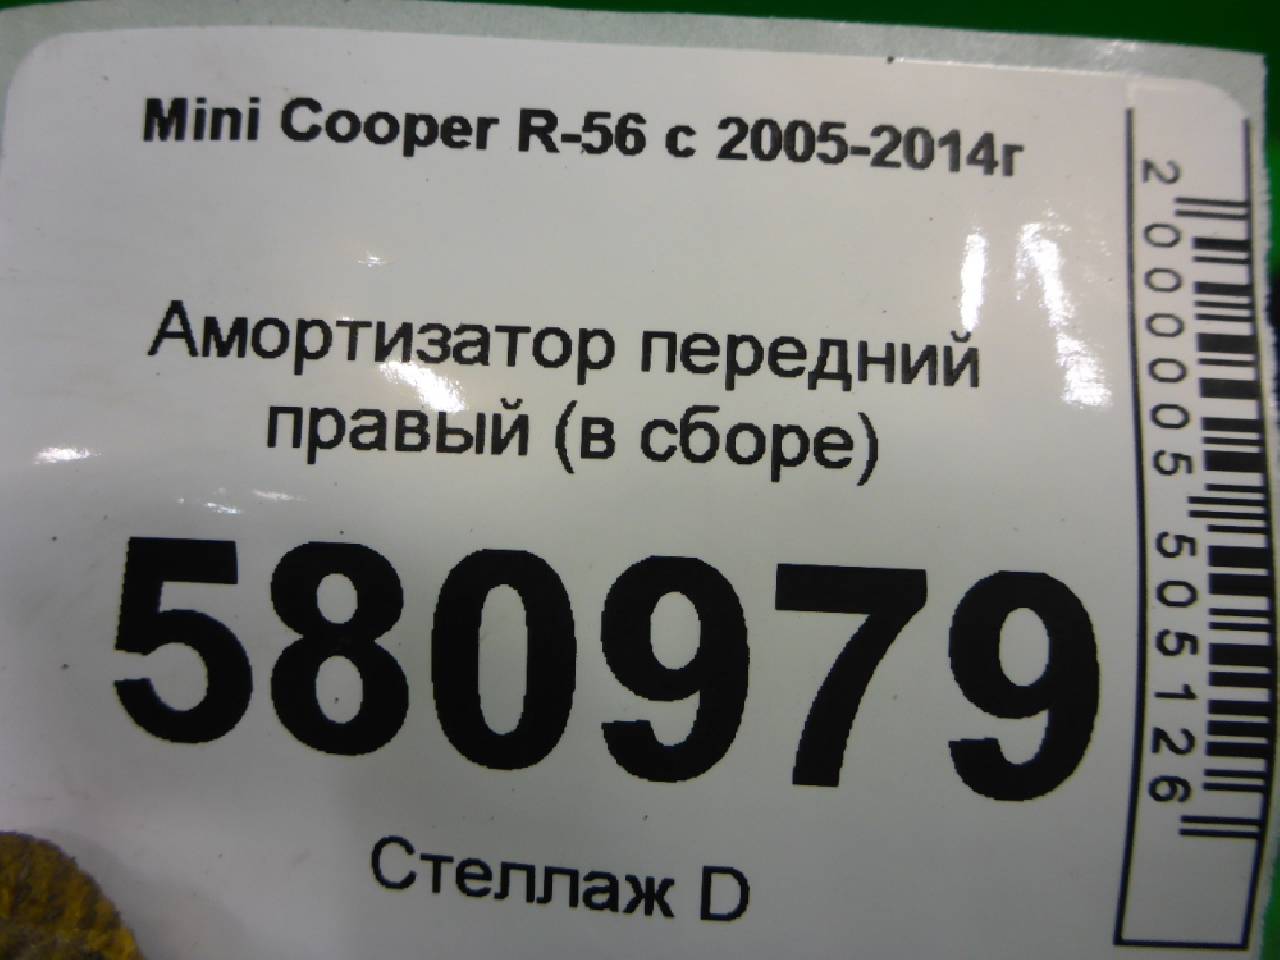 Mini Cooper R-56 с 2005-2014г
Амортизатор передний
правый (в сборе)
580979
Стеллаж D
2000005505126